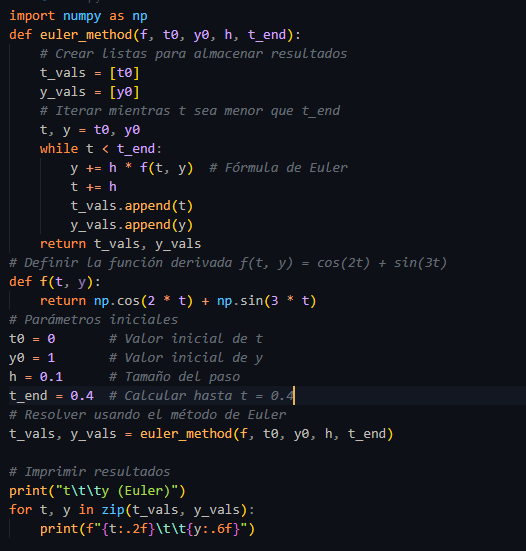 import numpy as np
def euler_method(f, t0, y0, h, t_end):
    # Crear listas para almacenar resultados
    t_vals = [t0]
    y_vals = [y0]
    # Iterar mientras t sea menor que t_end
    t, y = t0, y0
    while t < t_end:
        y += h * f(t, y)  # Fórmula de Euler
        t += h
        t_vals.append(t)
        y_vals.append(y)
    return t_vals, y_vals
# Definir la función derivada f(t, y) = cos(2t) + sin(3t)
def f(t, y):
    return np.cos(2 * t) + np.sin(3 * t)
# Parámetros iniciales
t0 = 0       # Valor inicial de t
y0 = 1       # Valor inicial de y
h = 0.1      # Tamaño del paso
t_end = 0.4  # Calcular hasta t = 0.4
# Resolver usando el método de Euler
t_vals, y_vals = euler_method(f, t0, y0, h, t_end)

# Imprimir resultados
print("t\t\ty (Euler)")
for t, y in zip(t_vals, y_vals):
    print(f"{t:.2f}\t\t{y:.6f}")